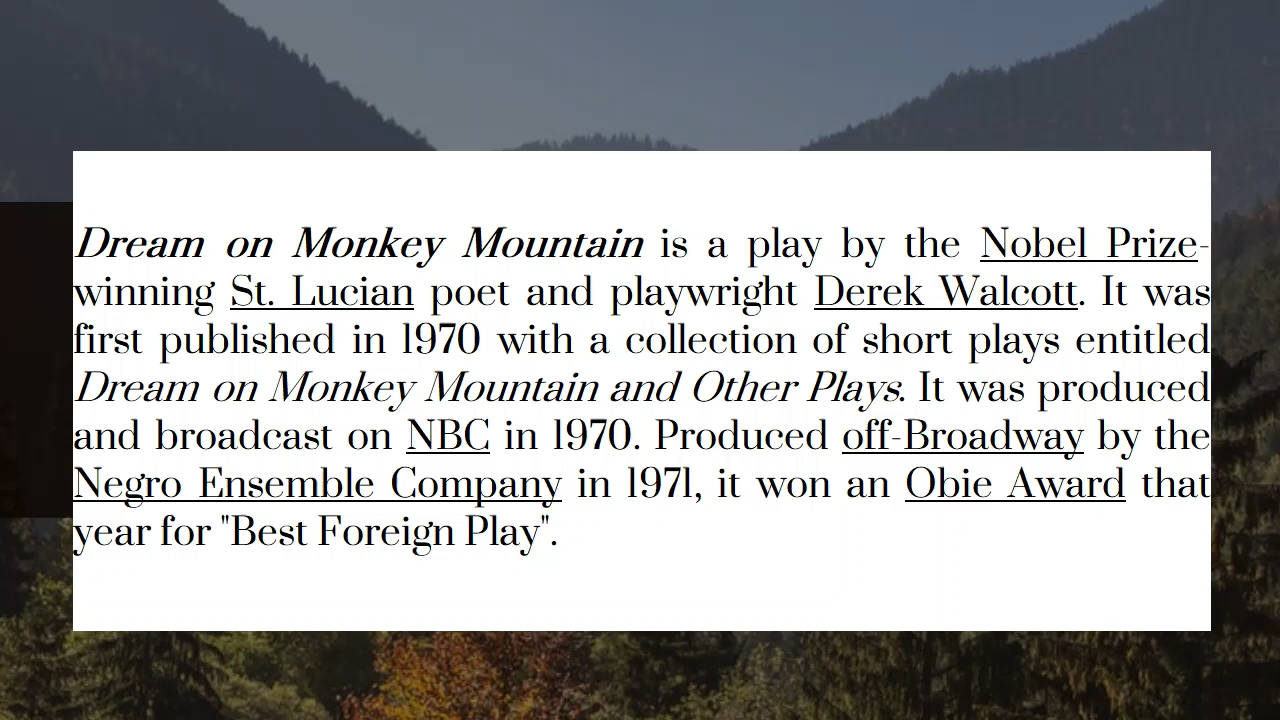 Dream on Monkey Mountain is a play by the Nobel Prize-
winning St. Lucian poet and playwright Derek Walcott. It was
first published in 1970 with a collection of short plays entitled
Dream on Monkey Mountain and Other Plays. It was produced
and broadcast on NBC in 1970. Produced off-Broadway by the
Negro Ensemble Company in 1971, it won an Obie Award that
year for "Best Foreign Play".